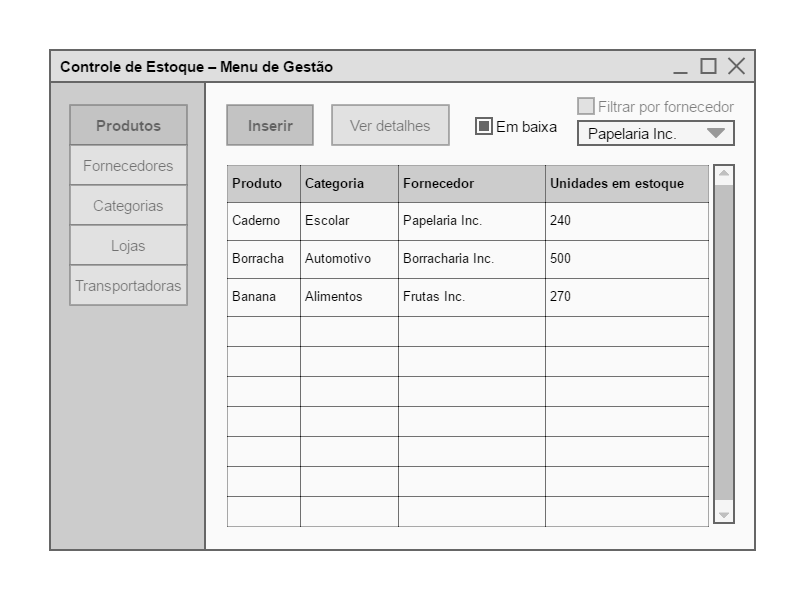 Controle de Estoque – Menu de Gestão
Produtos
Fornecedores
Categorias
Lojas
Transportadoras
Inserir
Ver detalhes
Em baixa
Filtrar por fornecedor
Papelaria Inc.
Produto Categoria Fornecedor Unidades em estoque
Caderno Escolar Papelaria Inc. 240
Borracha Automotivo Borracharia Inc. 500
Banana Alimentos Frutas Inc. 270